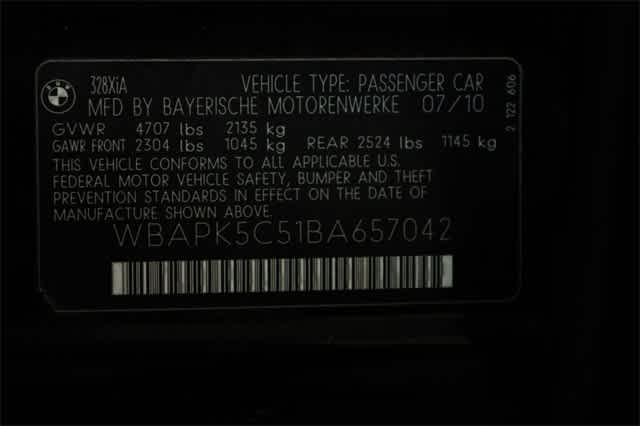 BMW
328XiA VEHICLE TYPE: PASSENGER CAR
MFD BY BAYERISCHE MOTORENWERKE 07/10
GVWR 4707 lbs 2135 kg
GAWR FRONT 2304 lbs 1045 kg REAR 2524 lbs 1145 kg
THIS VEHICLE CONFORMS TO ALL APPLICABLE U.S.
FEDERAL MOTOR VEHICLE SAFETY, BUMPER AND THEFT
PREVENTION STANDARDS IN EFFECT ON THE DATE OF
MANUFACTURE SHOWN ABOVE.
WBAPK5C51BA657042
2 122 606